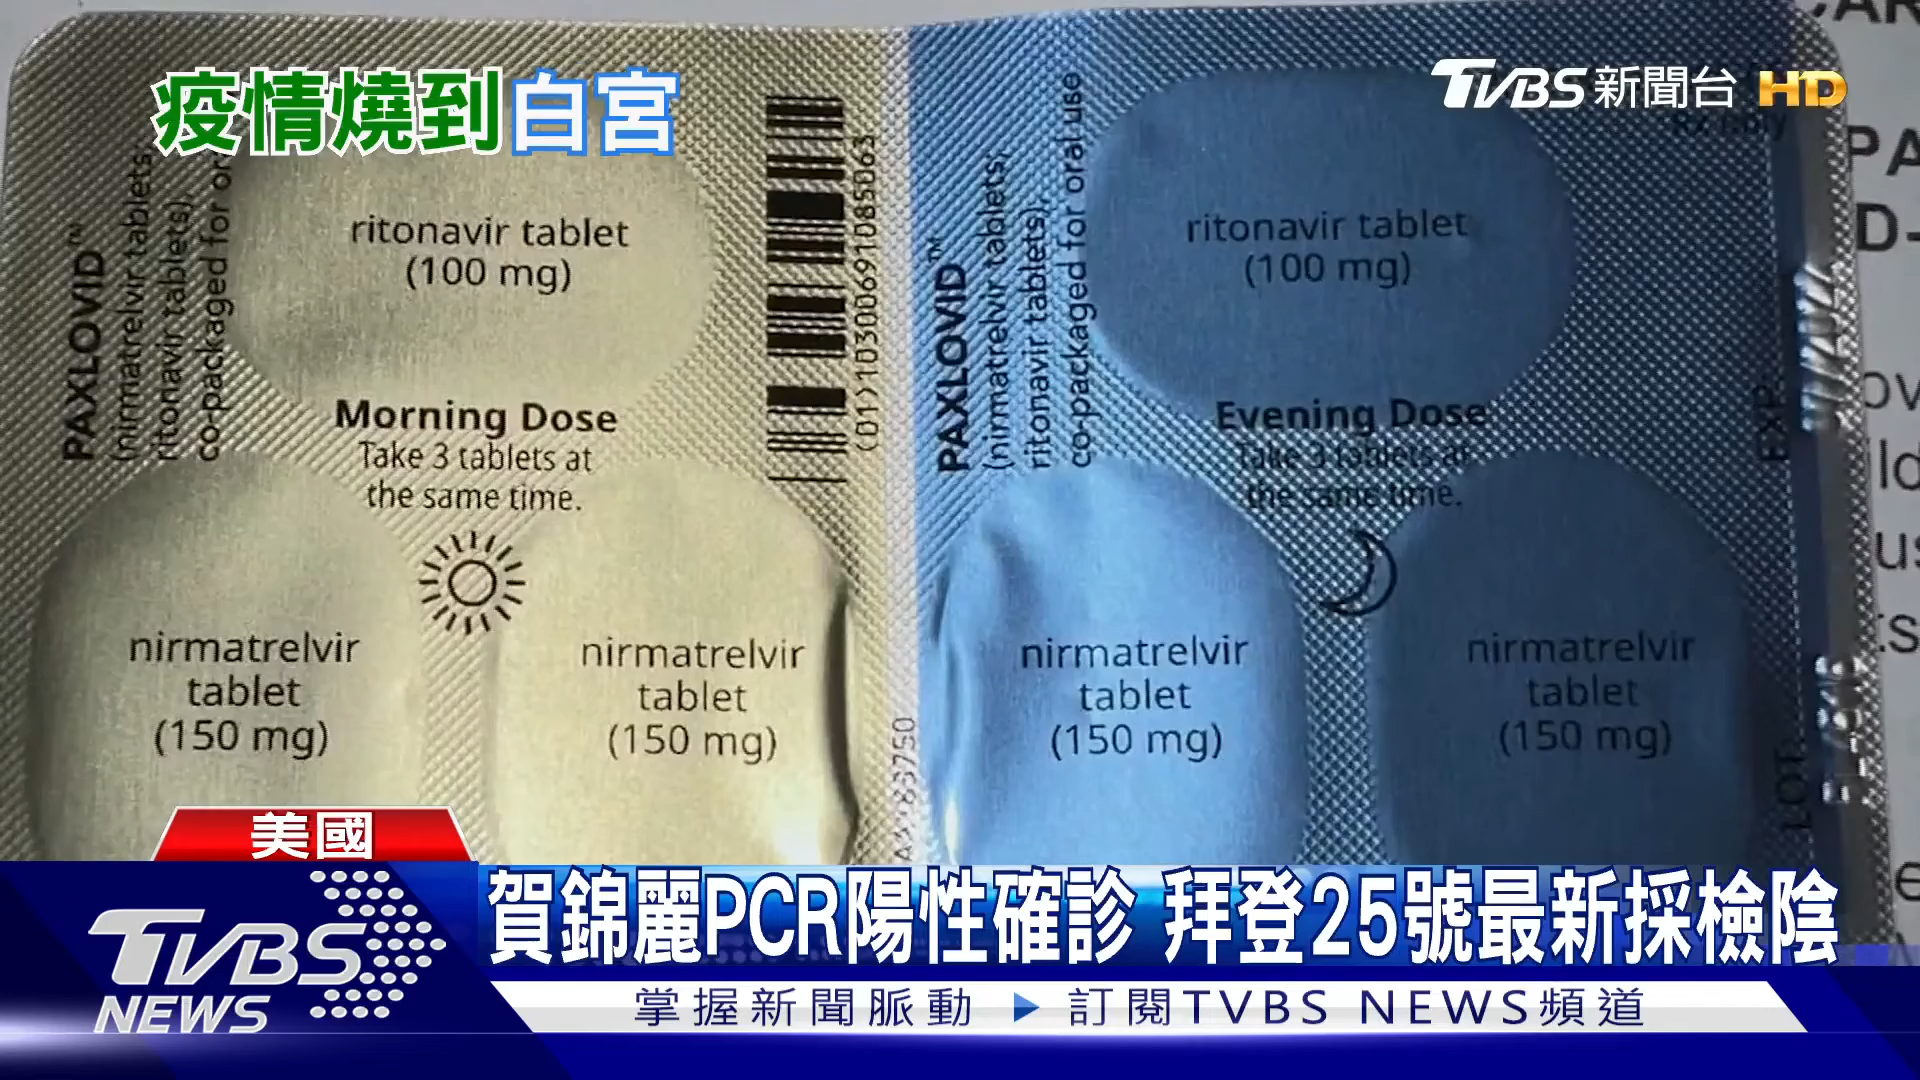 疫情燒到白宮
TVBS新聞台 HD
PAXLOVID™
(nirmatrelvir tablets;
ritonavir tablets),
ritonavir tablet
(100 mg)
Morning Dose
Take 3 tablets at
the same time.
nirmatrelvir
tablet
(150 mg)
nirmatrelvir
tablet
(150 mg)
(01)10300691085063
PAXLOVID™
(nirmatrelvir tablets;
ritonavir tablets),
co-packaged for oral use
ritonavir tablet
(100 mg)
Evening Dose
Take 3 tablets at
the same time.
nirmatrelvir
tablet
(150 mg)
nirmatrelvir
tablet
(150 mg)
EXP
LOT
美國
賀錦麗PCR陽性確診 拜登25號最新採檢陰
TVBS
NEWS
掌握新聞脈動 ▶ 訂閱TVBS NEWS頻道